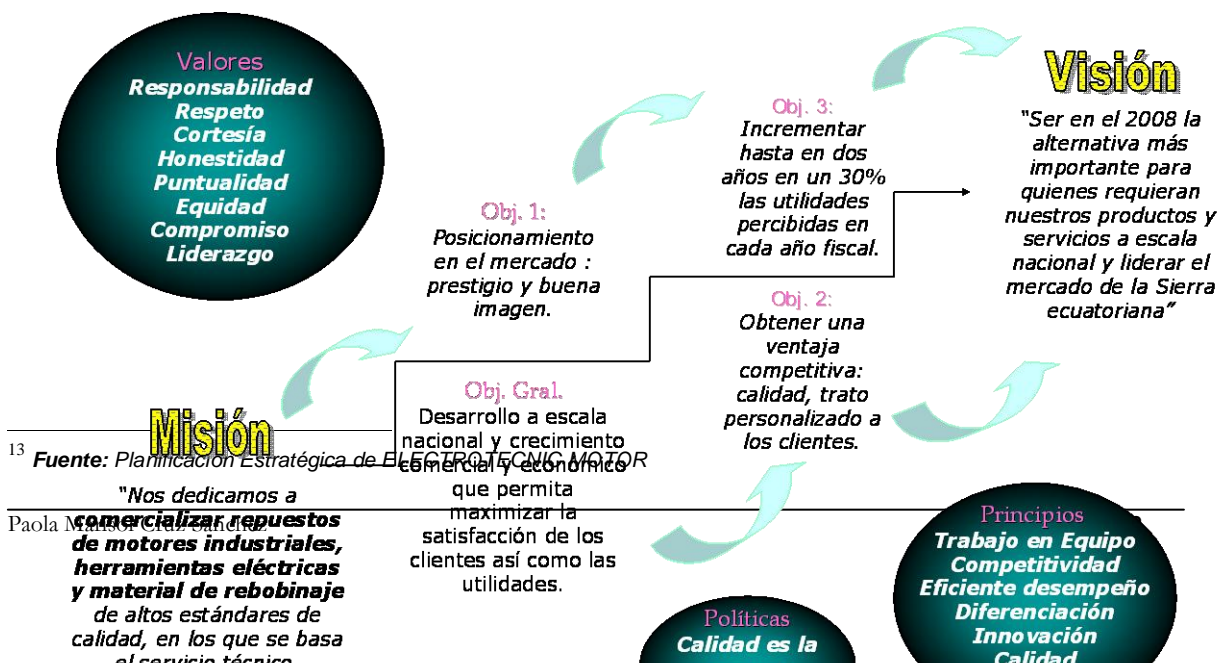 Valores
Responsabilidad
Respeto
Cortesía
Honestidad
Puntualidad
Equidad
Compromiso
Liderazgo
Obj. 1:
Posicionamiento
en el mercado :
prestigio y buena
imagen.
Obj. 3:
Incrementar
hasta en dos
años en un 30%
las utilidades
percibidas en
cada año fiscal.
Visión
"Ser en el 2008 la
alternativa más
importante para
quienes requieran
nuestros productos y
servicios a escala
nacional y liderar el
mercado de la Sierra
ecuatoriana"
Obj. 2:
Obtener una
ventaja
competitiva:
calidad, trato
personalizado a
los clientes.
Obj. Gral.
Desarrollo a escala
nacional y crecimiento
comercial y económico
que permita
maximizar la
satisfacción de los
clientes así como las
utilidades.
Misión
13 Fuente: Planificación Estratégica de ELECTROTECNIC MOTOR
"Nos dedicamos a
comercializar repuestos
de motores industriales,
herramientas eléctricas
y material de rebobinaje
de altos estándares de
calidad, en los que se basa
el servicio técnico
Paola Marisol Cruz Sánchez
Políticas
Calidad es la
Principios
Trabajo en Equipo
Competitividad
Eficiente desempeño
Diferenciación
Innovación
Calidad